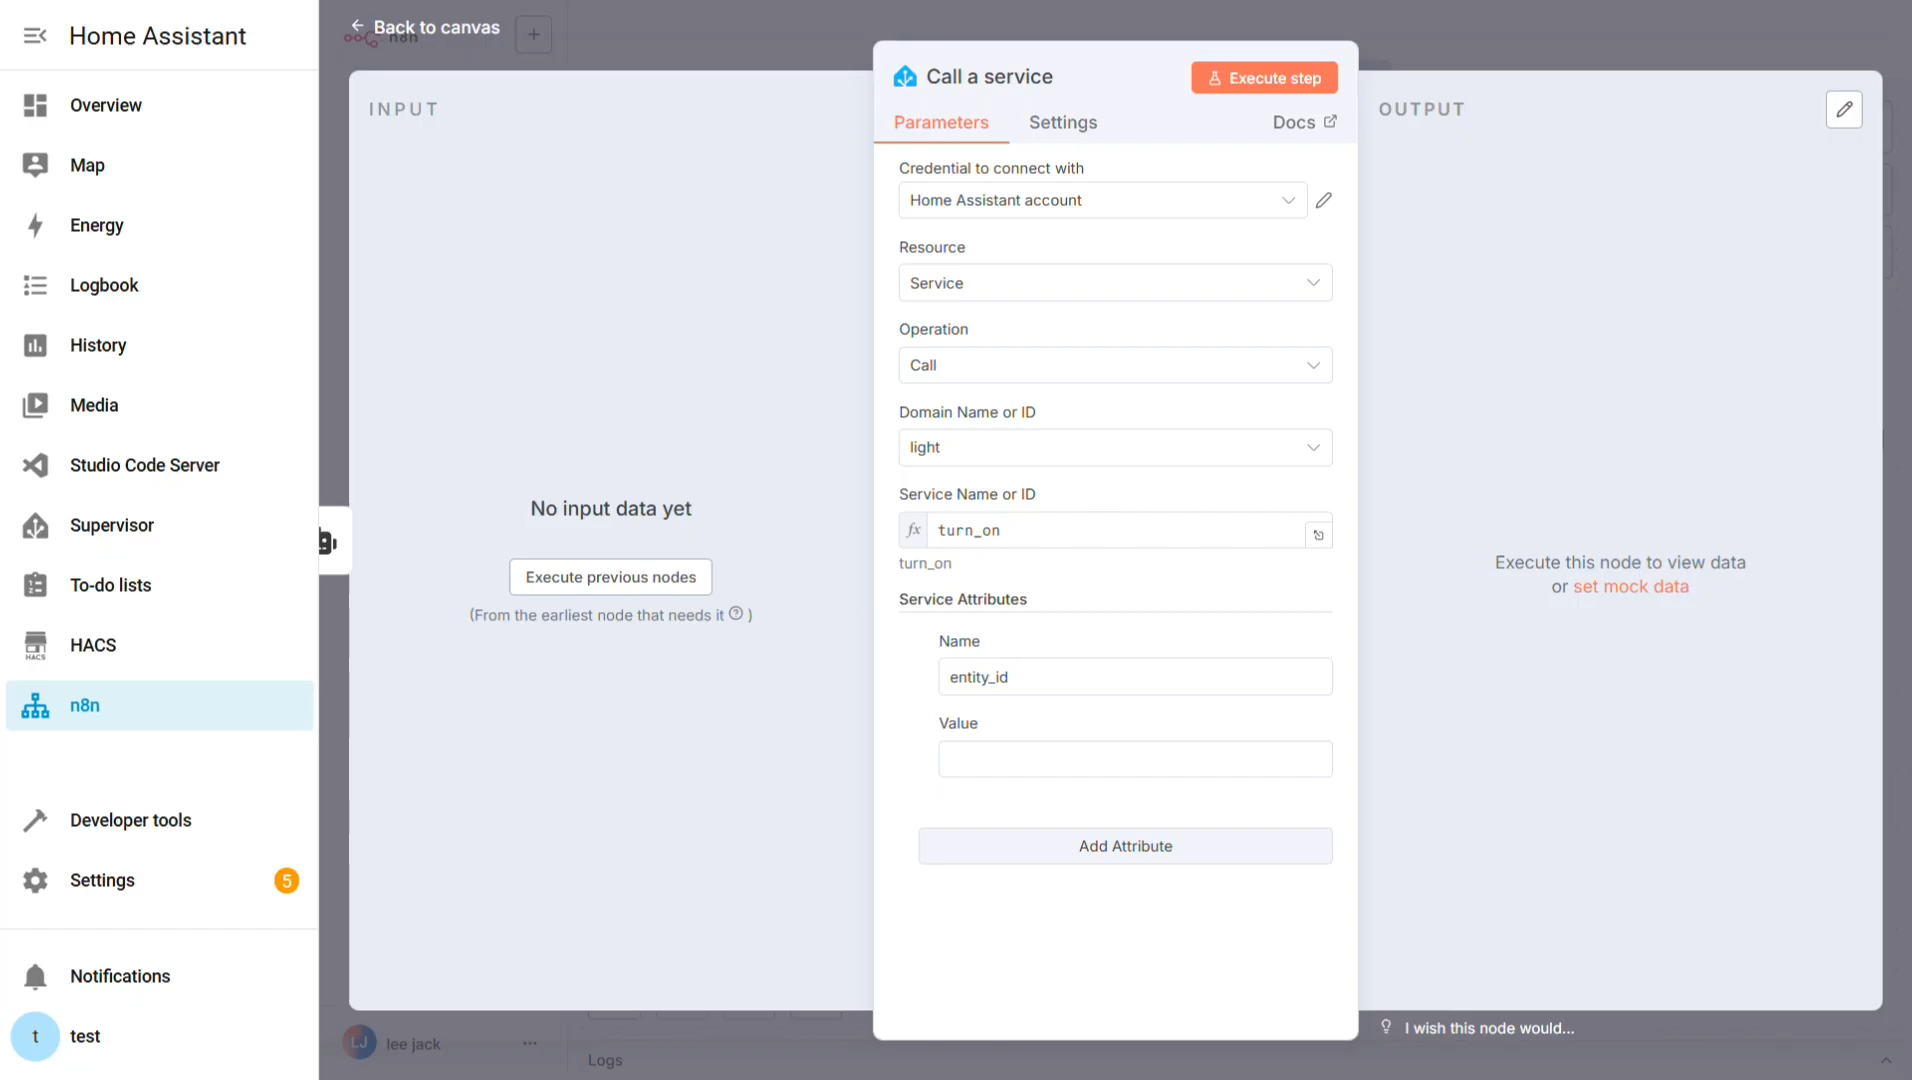 Home Assistant
Overview
Map
Energy
Logbook
History
Media
Studio Code Server
Supervisor
To-do lists
HACS
HACS
n8n
Developer tools
Settings
5
Notifications
t
test
Back to canvas
n8n
INPUT
No input data yet
Execute previous nodes
(From the earliest node that needs it ? )
LJ
lee jack
...
Logs
Call a service
Execute step
Parameters
Settings
Docs
Credential to connect with
Home Assistant account
Resource
Service
Operation
Call
Domain Name or ID
light
Service Name or ID
fx
turn_on
turn_on
Service Attributes
Name
entity_id
Value
Add Attribute
OUTPUT
Execute this node to view data
or set mock data
I wish this node would...